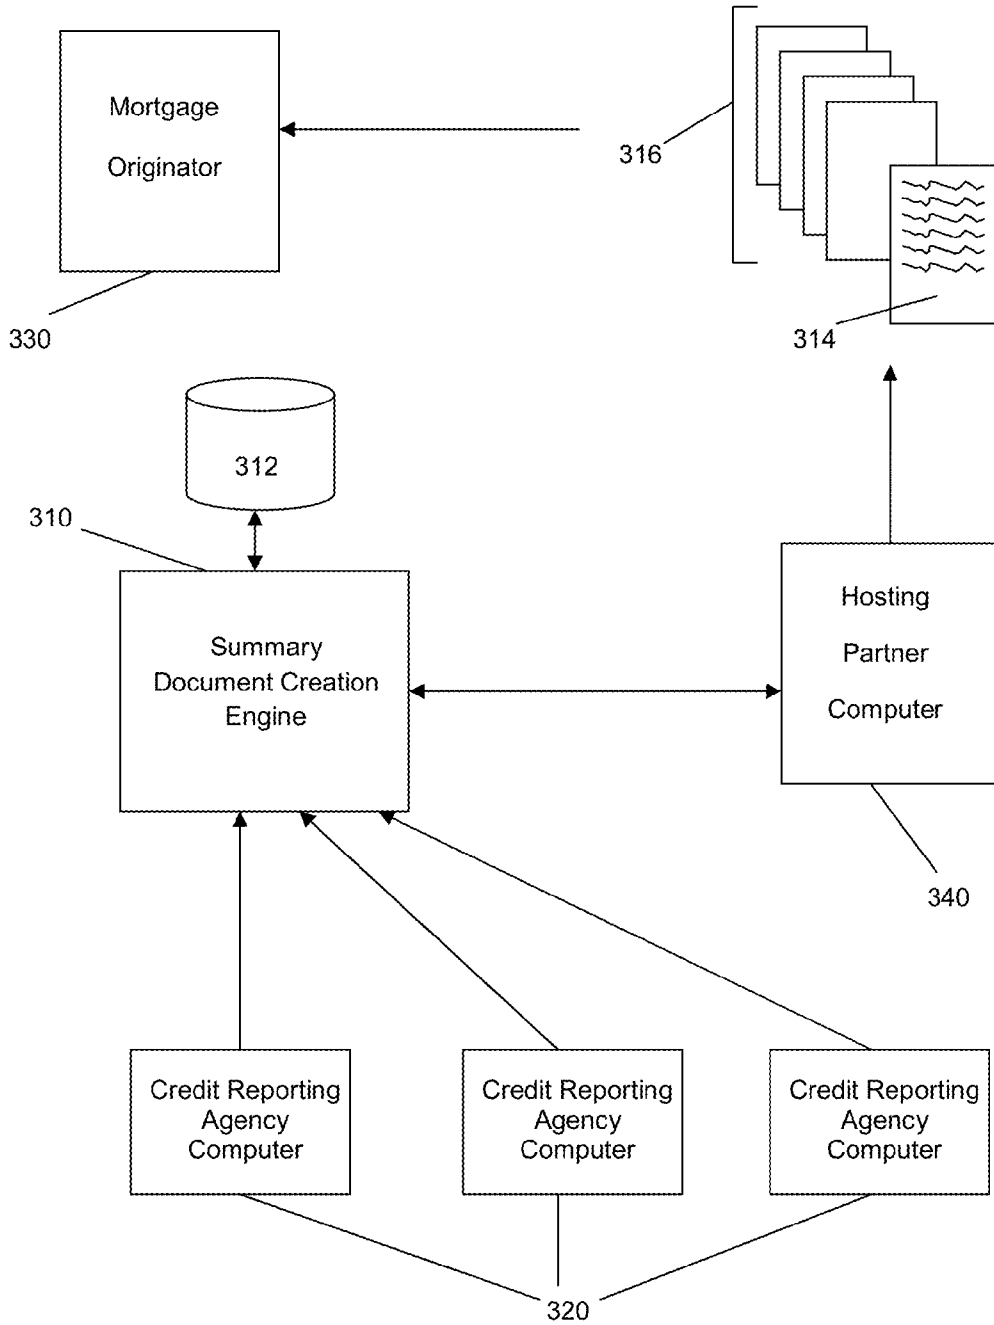 Mortgage
Originator
316
330
314
312
310
Summary
Document Creation
Engine
Hosting
Partner
Computer
340
Credit Reporting
Agency
Computer
Credit Reporting
Agency
Computer
Credit Reporting
Agency
Computer
320